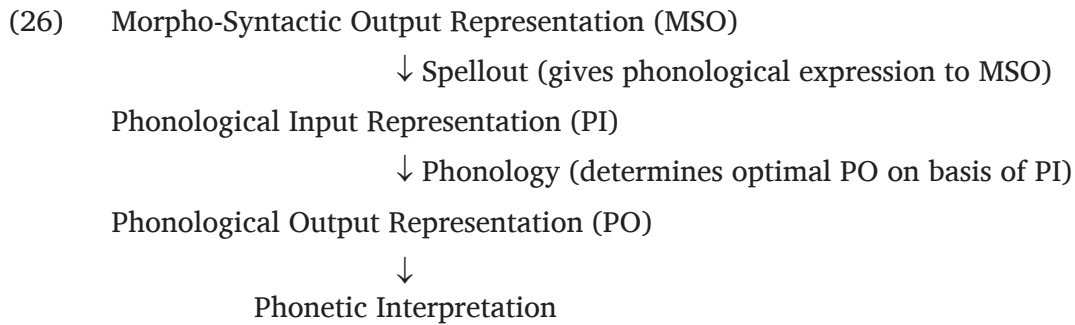 (26) Morpho-Syntactic Output Representation (MSO)
↓ Spellout (gives phonological expression to MSO)
Phonological Input Representation (PI)
↓ Phonology (determines optimal PO on basis of PI)
Phonological Output Representation (PO)
↓
Phonetic Interpretation